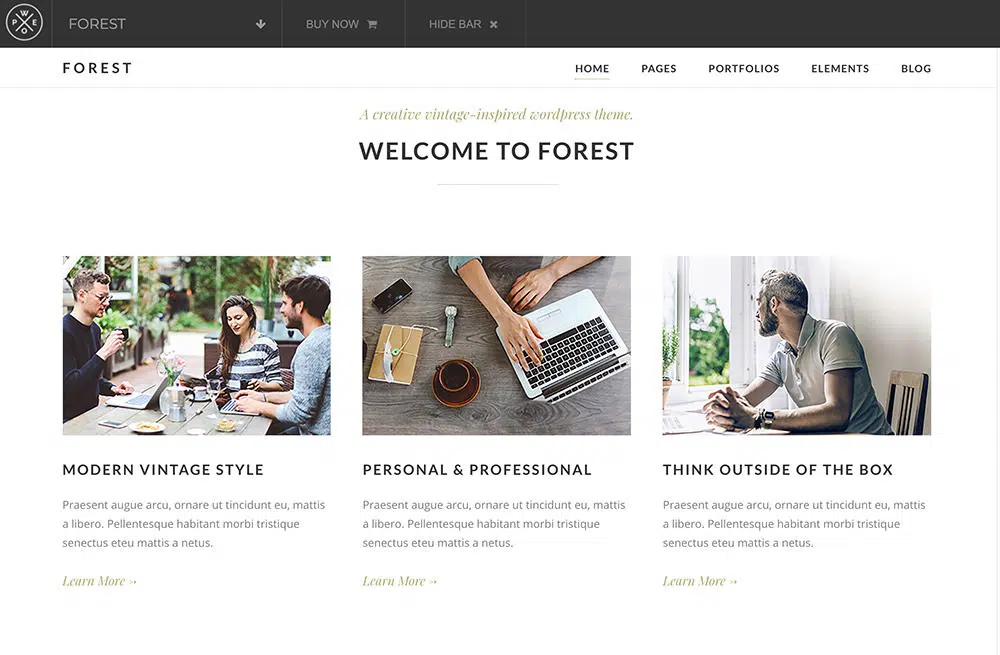 W
P E
O
FOREST
BUY NOW
HIDE BAR
FOREST
HOME PAGES PORTFOLIOS ELEMENTS BLOG
A creative vintage-inspired wordpress theme.
WELCOME TO FOREST
MODERN VINTAGE STYLE
Praesent augue arcu, ornare ut tincidunt eu, mattis
a libero. Pellentesque habitant morbi tristique
senectus eteu mattis a netus.
Learn More
PERSONAL & PROFESSIONAL
Praesent augue arcu, ornare ut tincidunt eu, mattis
a libero. Pellentesque habitant morbi tristique
senectus eteu mattis a netus.
Learn More
THINK OUTSIDE OF THE BOX
Praesent augue arcu, ornare ut tincidunt eu, mattis
a libero. Pellentesque habitant morbi tristique
senectus eteu mattis a netus.
Learn More